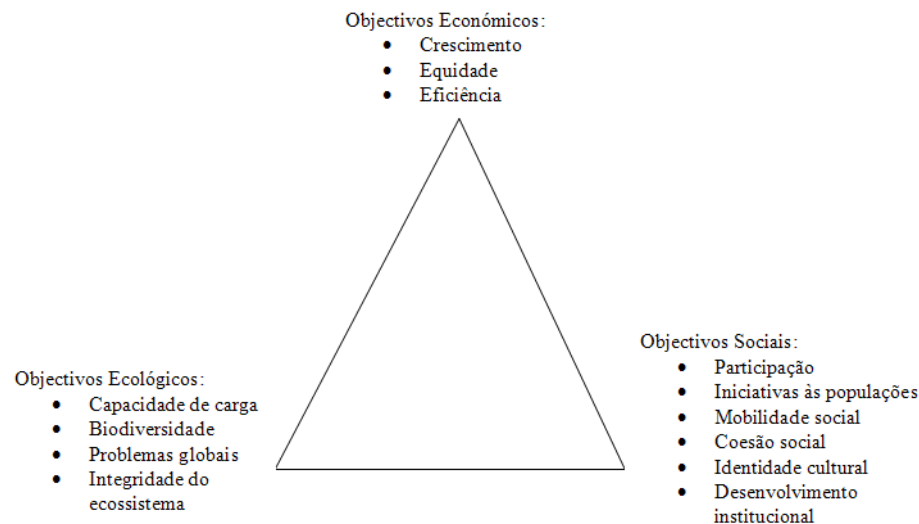 Objectivos Económicos:
• Crescimento
• Equidade
• Eficiência
Objectivos Ecológicos:
• Capacidade de carga
• Biodiversidade
• Problemas globais
• Integridade do
ecossistema
Objectivos Sociais:
• Participação
• Iniciativas às populações
• Mobilidade social
• Coesão social
• Identidade cultural
• Desenvolvimento
institucional